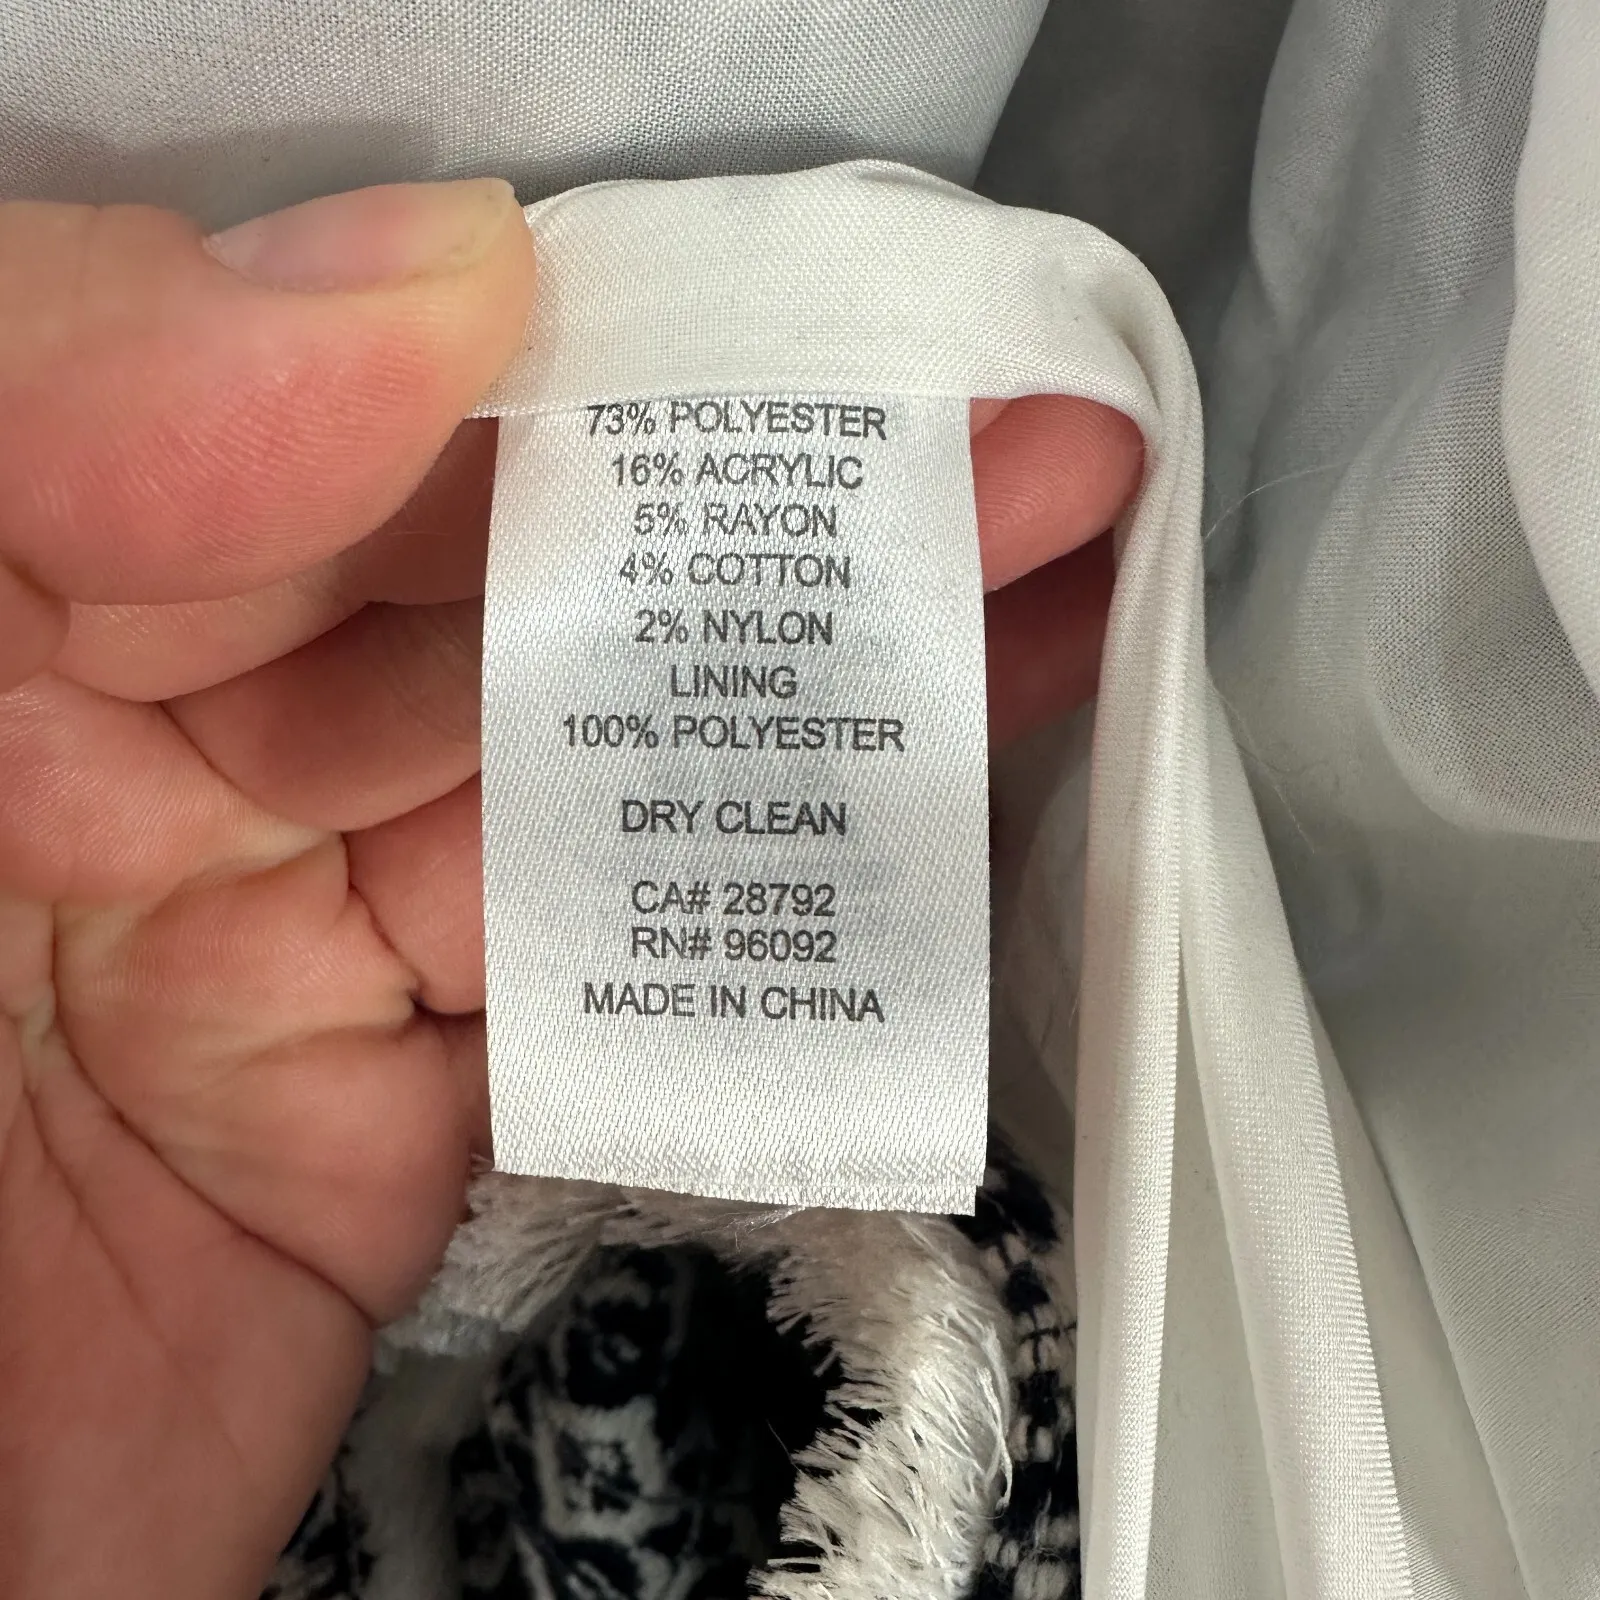 73% POLYESTER
16% ACRYLIC
5% RAYON
4% COTTON
2% NYLON
LINING
100% POLYESTER
DRY CLEAN
CA# 28792
RN# 96092
MADE IN CHINA